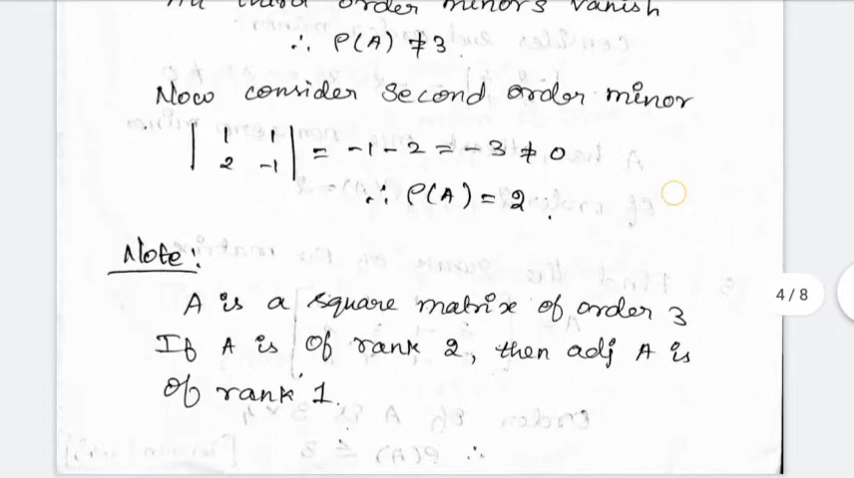 order minors vanish
∴ ρ(A) ≠ 3
Now consider second order minor
| 1 1 | = -1 - 2 = -3 ≠ 0
| 2 -1 |
∴ ρ(A) = 2.
Note:
A is a square matrix of order 3
If A is of rank 2, then adj A is
of rank 1.
4/8